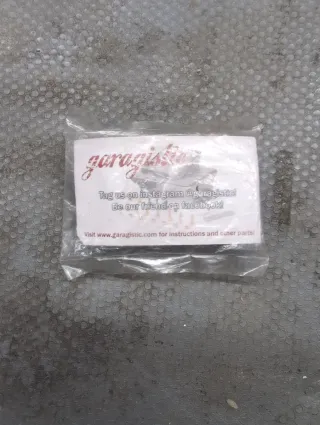 garagistic
Tag us on instagram @garagistic!
Be our friend on facebook!
Visit www.garagistic.com for instructions and other parts!